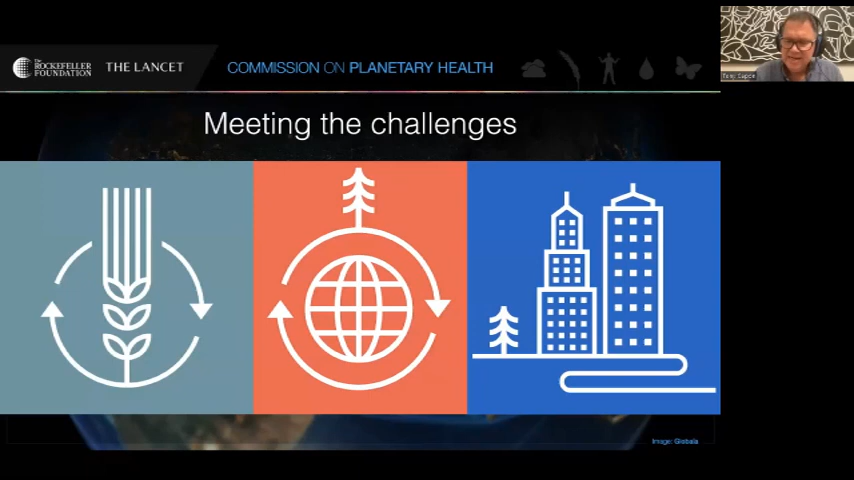 The
ROCKEFELLER
FOUNDATION
THE LANCET
COMMISSION ON PLANETARY HEALTH
Meeting the challenges
Image: Globaia